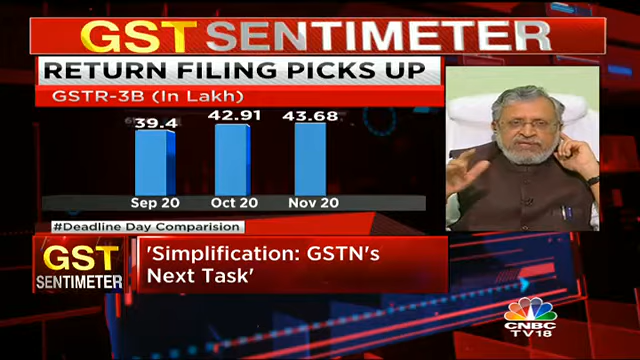 GST SENTIMETER
RETURN FILING PICKS UP
GSTR-3B (In Lakh)
39.4
42.91
43.68
Sep 20
Oct 20
Nov 20
#Deadline Day Comparision
GST
SENTIMETER
'Simplification: GSTN's
Next Task'
CNBC
TV18